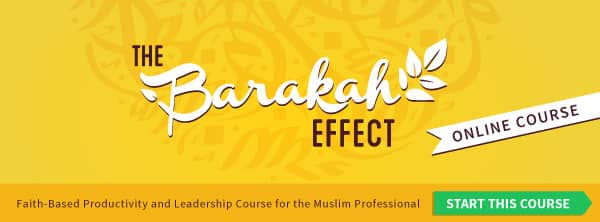 THE
Barakah
EFFECT
ONLINE COURSE
Faith-Based Productivity and Leadership Course for the Muslim Professional
START THIS COURSE